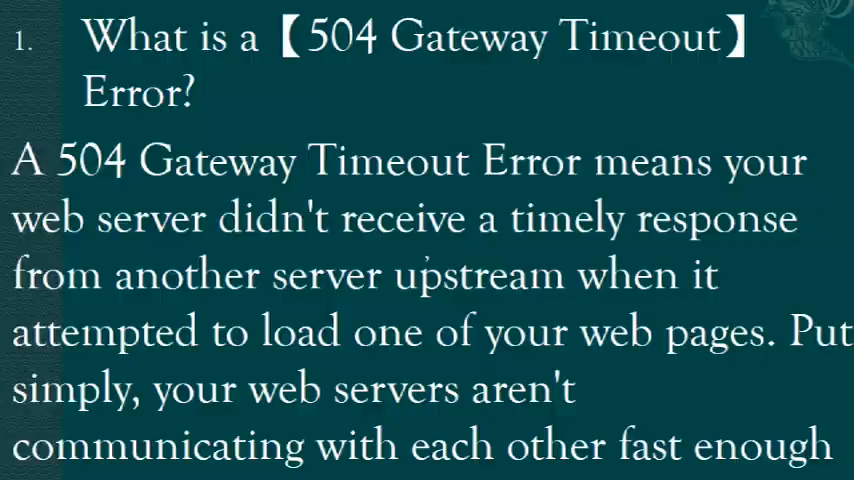 1. What is a【504 Gateway Timeout】
Error?
A 504 Gateway Timeout Error means your
web server didn't receive a timely response
from another server upstream when it
attempted to load one of your web pages. Put
simply, your web servers aren't
communicating with each other fast enough